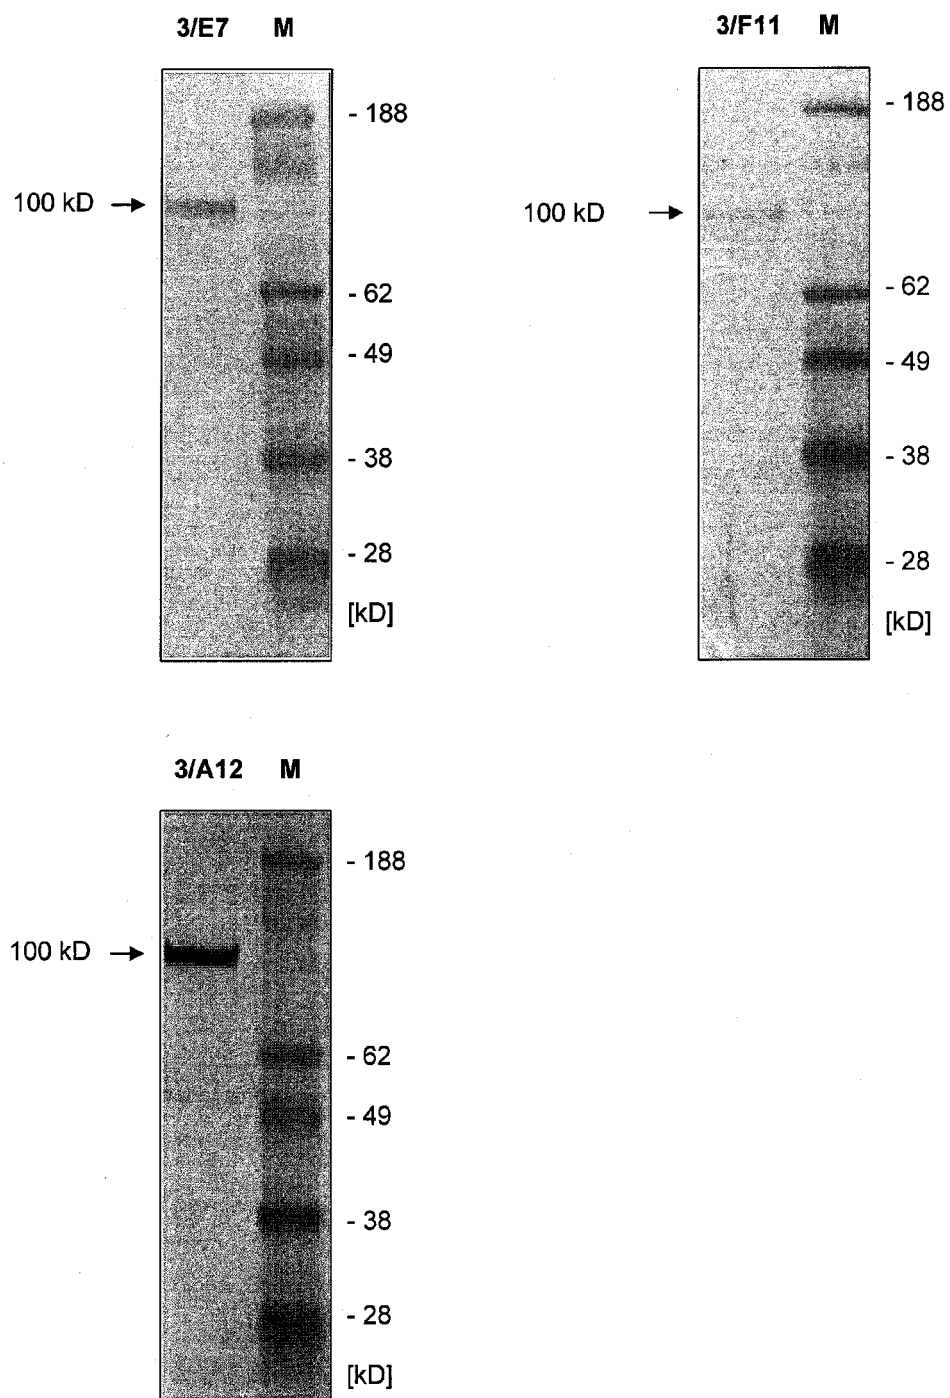 3/E7 M
- 188
100 kD →
- 62
- 49
- 38
- 28
[kD]
3/F11 M
- 188
100 kD →
- 62
- 49
- 38
- 28
[kD]
3/A12 M
- 188
100 kD →
- 62
- 49
- 38
- 28
[kD]